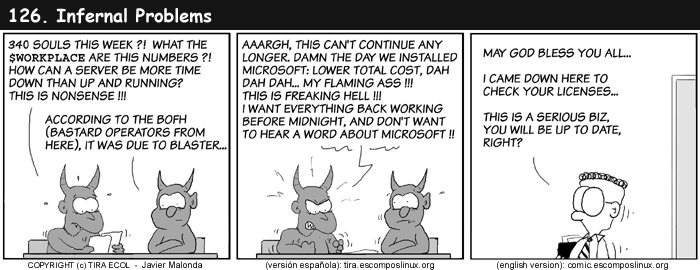 126. Infernal Problems
340 SOULS THIS WEEK ?! WHAT THE
$WORKPLACE ARE THIS NUMBERS ?!
HOW CAN A SERVER BE MORE TIME
DOWN THAN UP AND RUNNING?
THIS IS NONSENSE !!!
ACCORDING TO THE BOFH
(BASTARD OPERATORS FROM
HERE), IT WAS DUE TO BLASTER...
AAARGH, THIS CAN'T CONTINUE ANY
LONGER. DAMN THE DAY WE INSTALLED
MICROSOFT: LOWER TOTAL COST, DAH
DAH DAH... MY FLAMING ASS !!!
THIS IS FREAKING HELL !!!
I WANT EVERYTHING BACK WORKING
BEFORE MIDNIGHT, AND DON'T WANT
TO HEAR A WORD ABOUT MICROSOFT !!
MAY GOD BLESS YOU ALL...
I CAME DOWN HERE TO
CHECK YOUR LICENSES...
THIS IS A SERIOUS BIZ,
YOU WILL BE UP TO DATE,
RIGHT?
COPYRIGHT (c) TIRA ECOL - Javier Malonda
(versión española): tira.escomposlinux.org
(english version): comic.escomposlinux.org